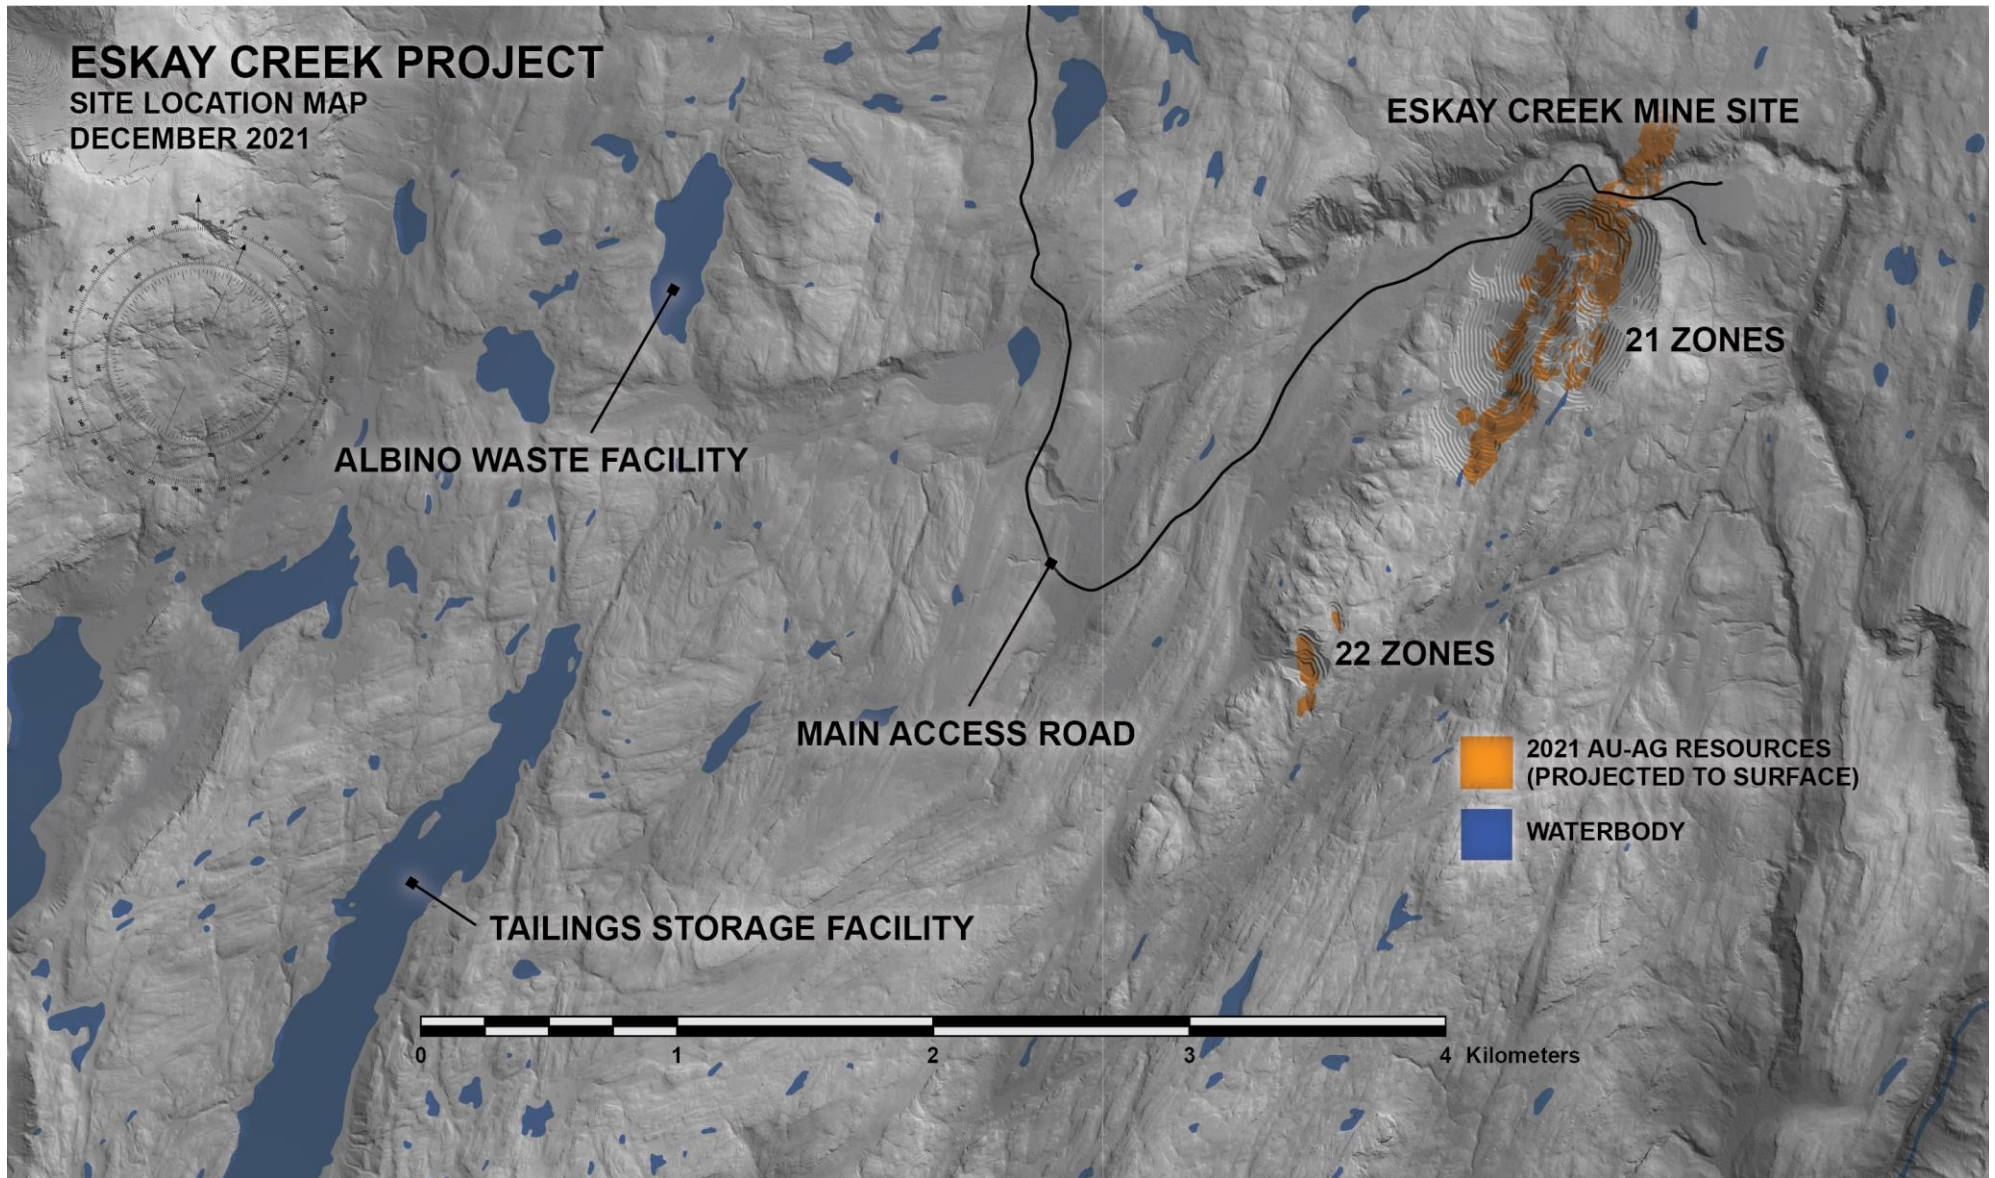 ESKAY CREEK PROJECT
SITE LOCATION MAP
DECEMBER 2021
ESKAY CREEK MINE SITE
21 ZONES
ALBINO WASTE FACILITY
22 ZONES
MAIN ACCESS ROAD
2021 AU-AG RESOURCES
(PROJECTED TO SURFACE)
WATERBODY
TAILINGS STORAGE FACILITY
0 1 2 3 4 Kilometers